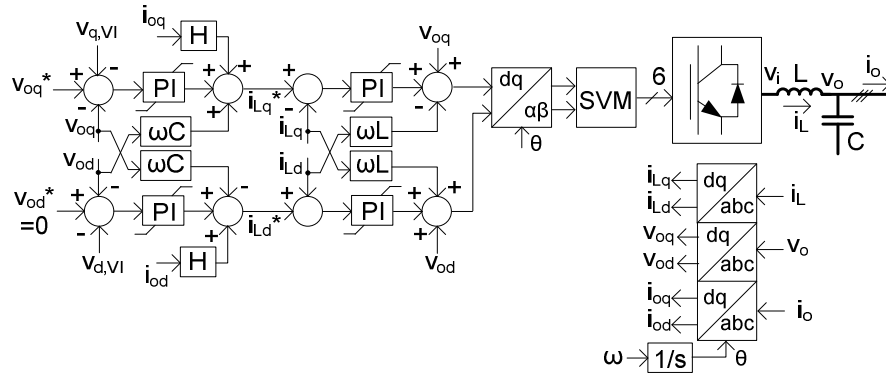 v_q,VI
i_oq
H
v_oq
v_oq*
- - +
PI
+ + +
i_Lq*
+ -
PI
+ + -
dq
αβ
θ
SVM
6
v_i
L
v_o
i_o
i_L
C
v_oq
ωC
i_Lq
ωL
v_od
ωC
i_Ld
ωL
v_od*
=0
+ - -
PI
+ - +
i_Ld*
+ -
PI
+ + +
v_d,VI
i_od
H
v_od
i_Lq
i_Ld
dq
abc
i_L
v_oq
v_od
dq
abc
v_o
i_oq
i_od
dq
abc
i_o
ω
1/s
θ